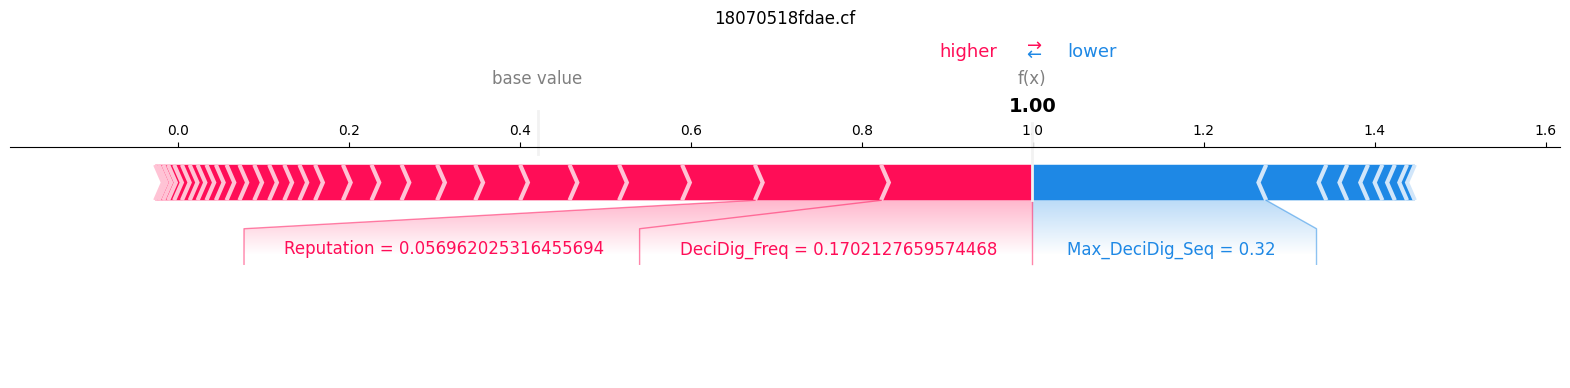 18070518fdae.cf
higher ⇄ lower
base value f(x)
1.00
0.0 0.2 0.4 0.6 0.8 1.0 1.2 1.4 1.6
Reputation = 0.056962025316455694 DeciDig_Freq = 0.1702127659574468 Max_DeciDig_Seq = 0.32